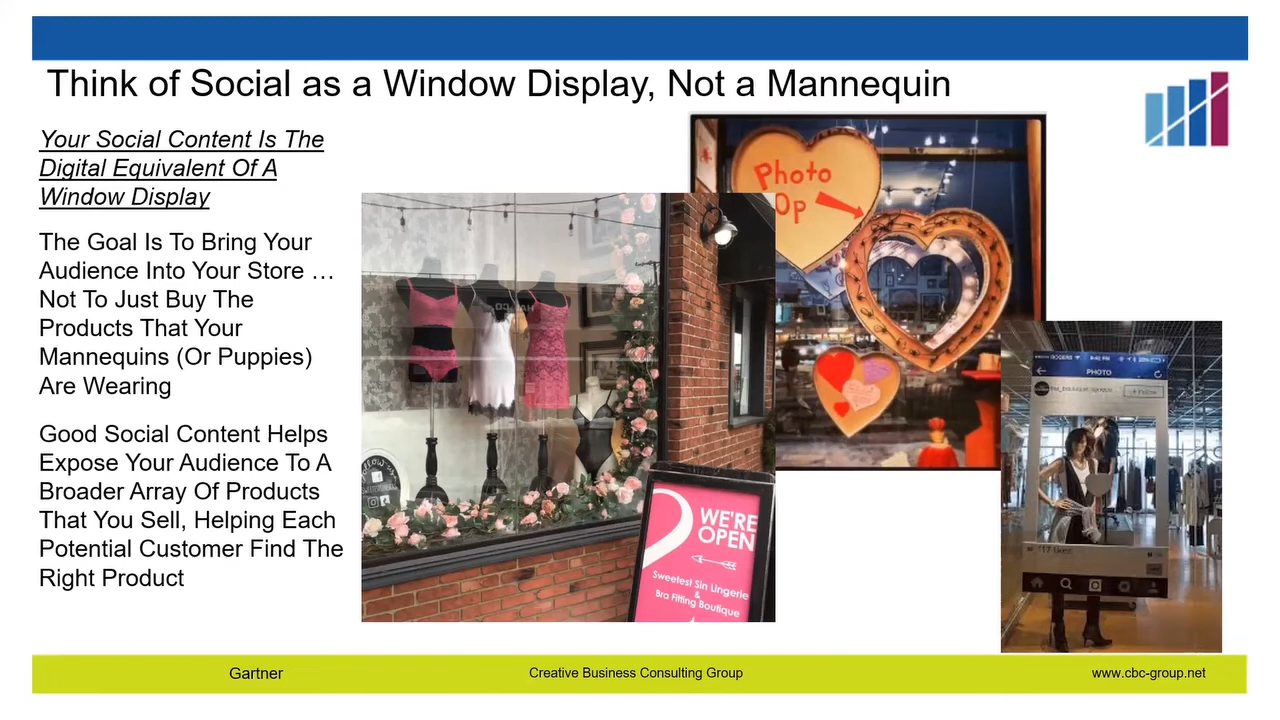 Think of Social as a Window Display, Not a Mannequin
Your Social Content Is The
Digital Equivalent Of A
Window Display
The Goal Is To Bring Your
Audience Into Your Store …
Not To Just Buy The
Products That Your
Mannequins (Or Puppies)
Are Wearing
Good Social Content Helps
Expose Your Audience To A
Broader Array Of Products
That You Sell, Helping Each
Potential Customer Find The
Right Product
Photo
Op
follow
WE'RE
OPEN
Sweetest Sin Lingerie
&
Bra Fitting Boutique
ROGERS
PHOTO
Follow
Gartner
Creative Business Consulting Group
www.cbc-group.net